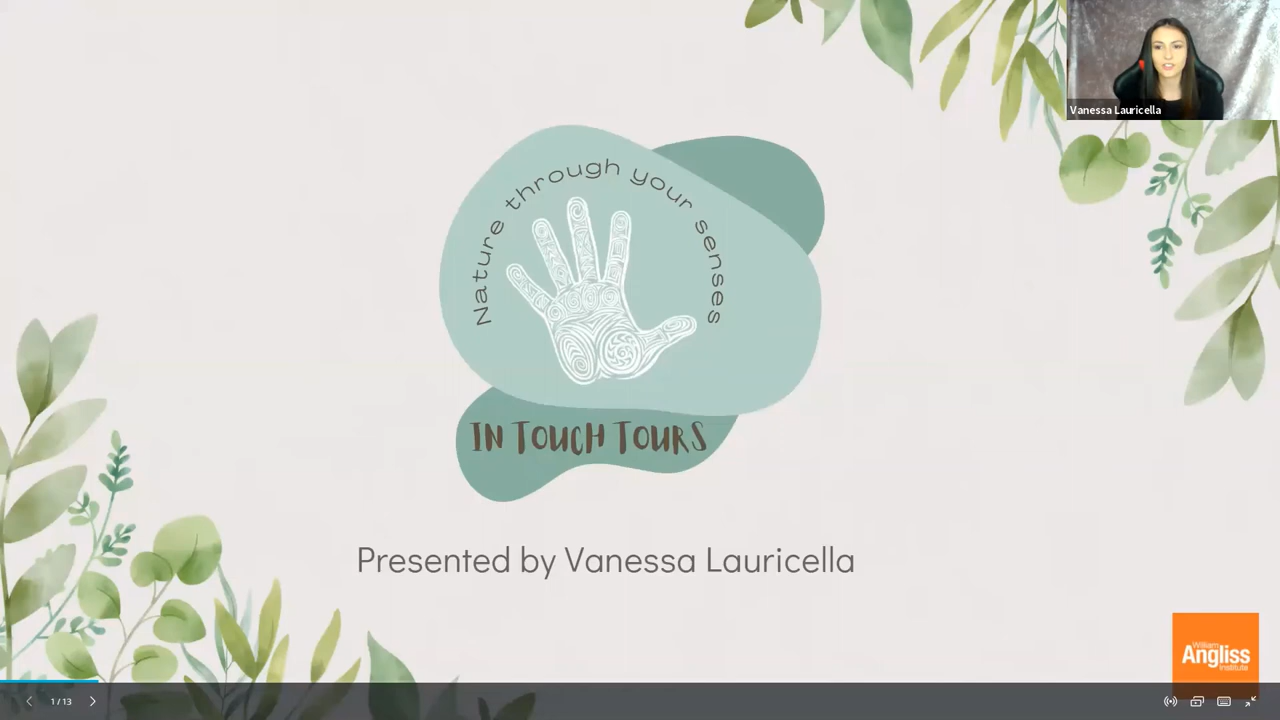 Vanessa Lauricella
Nature through your senses
IN TOUCH TOURS
Presented by Vanessa Lauricella
William
Angliss
Institute
1 / 13